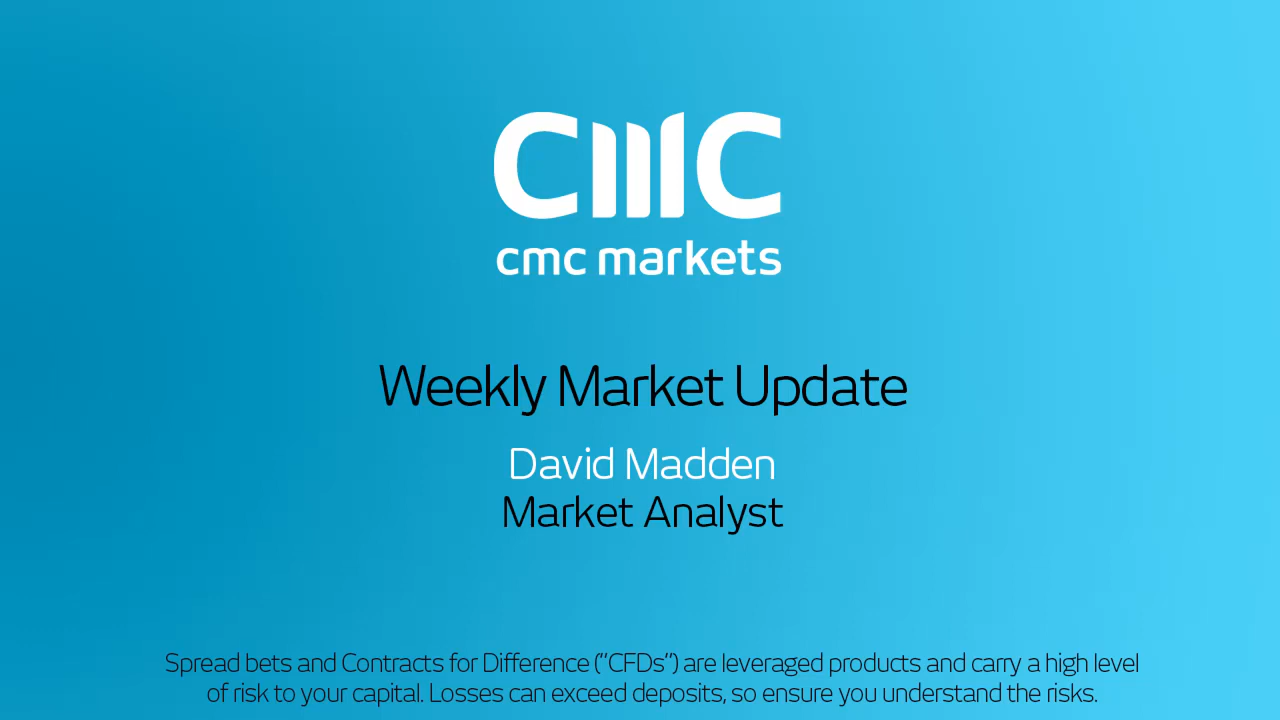 CMC
cmc markets
Weekly Market Update
David Madden
Market Analyst
Spread bets and Contracts for Difference (”CFDs”) are leveraged products and carry a high level
of risk to your capital. Losses can exceed deposits, so ensure you understand the risks.